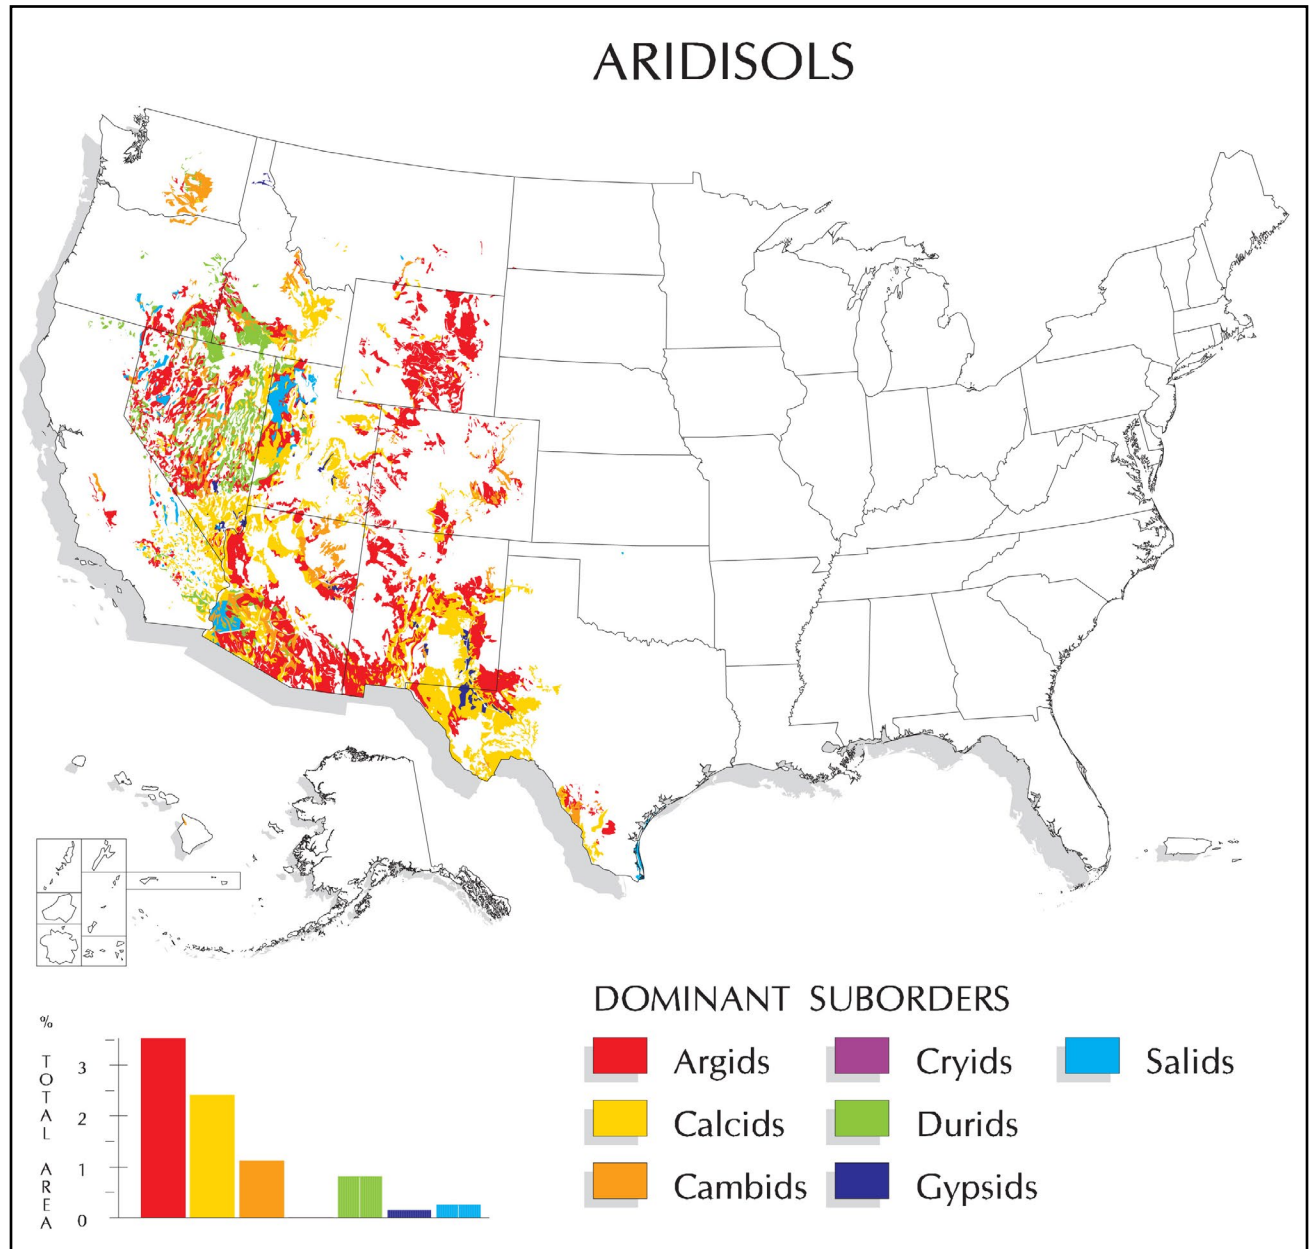 ARIDISOLS
%
TOTAL AREA
3
2
1
0
DOMINANT SUBORDERS
Argids
Cryids
Salids
Calcids
Durids
Cambids
Gypsids